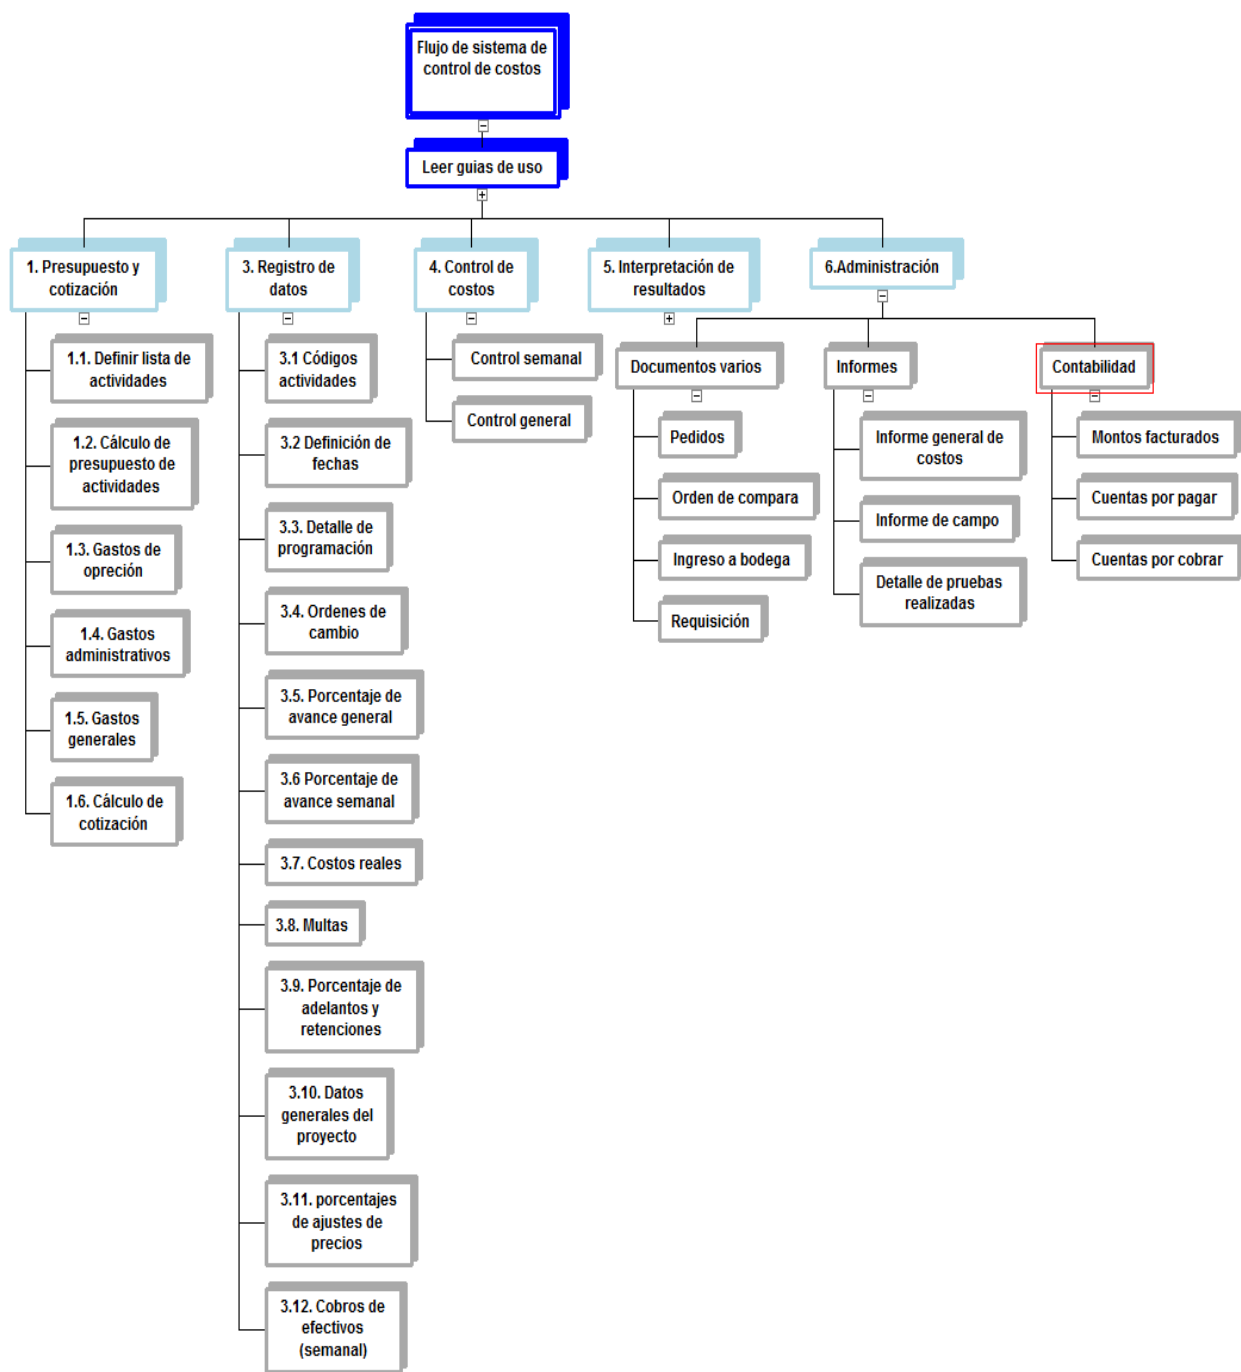 Flujo de sistema de
control de costos
Leer guias de uso
1. Presupuesto y
cotización
1.1. Definir lista de
actividades
1.2. Cálculo de
presupuesto de
actividades
1.3. Gastos de
opreción
1.4. Gastos
administrativos
1.5. Gastos
generales
1.6. Cálculo de
cotización
3. Registro de
datos
3.1 Códigos
actividades
3.2 Definición de
fechas
3.3. Detalle de
programación
3.4. Ordenes de
cambio
3.5. Porcentaje de
avance general
3.6 Porcentaje de
avance semanal
3.7. Costos reales
3.8. Multas
3.9. Porcentaje de
adelantos y
retenciones
3.10. Datos
generales del
proyecto
3.11. porcentajes
de ajustes de
precios
3.12. Cobros de
efectivos
(semanal)
4. Control de
costos
Control semanal
Control general
5. Interpretación de
resultados
6.Administración
Documentos varios
Pedidos
Orden de compara
Ingreso a bodega
Requisición
Informes
Informe general de
costos
Informe de campo
Detalle de pruebas
realizadas
Contabilidad
Montos facturados
Cuentas por pagar
Cuentas por cobrar